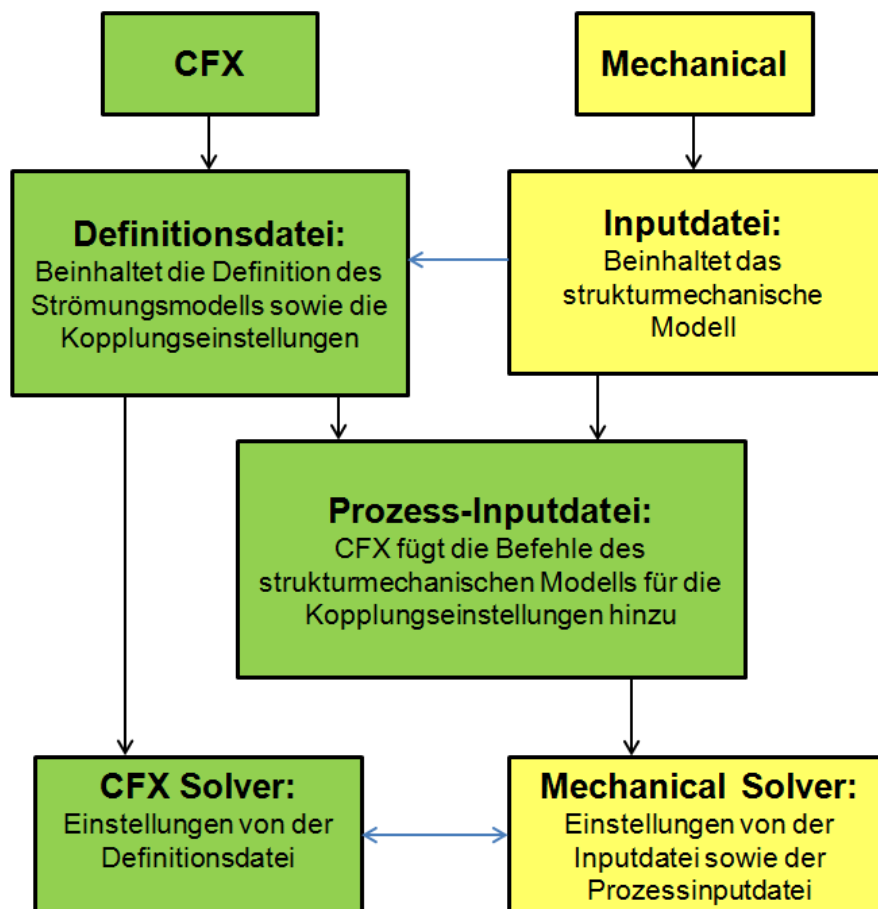 CFX
Mechanical
Definitionsdatei:
Beinhaltet die Definition des
Strömungsmodells sowie die
Kopplungseinstellungen
Inputdatei:
Beinhaltet das
strukturmechanische
Modell
Prozess-Inputdatei:
CFX fügt die Befehle des
strukturmechanischen Modells für die
Kopplungseinstellungen hinzu
CFX Solver:
Einstellungen von der
Definitionsdatei
Mechanical Solver:
Einstellungen von der
Inputdatei sowie der
Prozessinputdatei